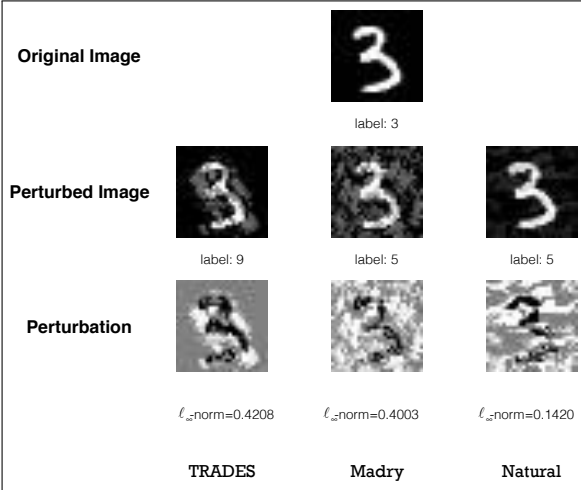 Original Image
label: 3
Perturbed Image
label: 9 label: 5 label: 5
Perturbation
ℓ∞-norm=0.4208 ℓ∞-norm=0.4003 ℓ∞-norm=0.1420
TRADES Madry Natural